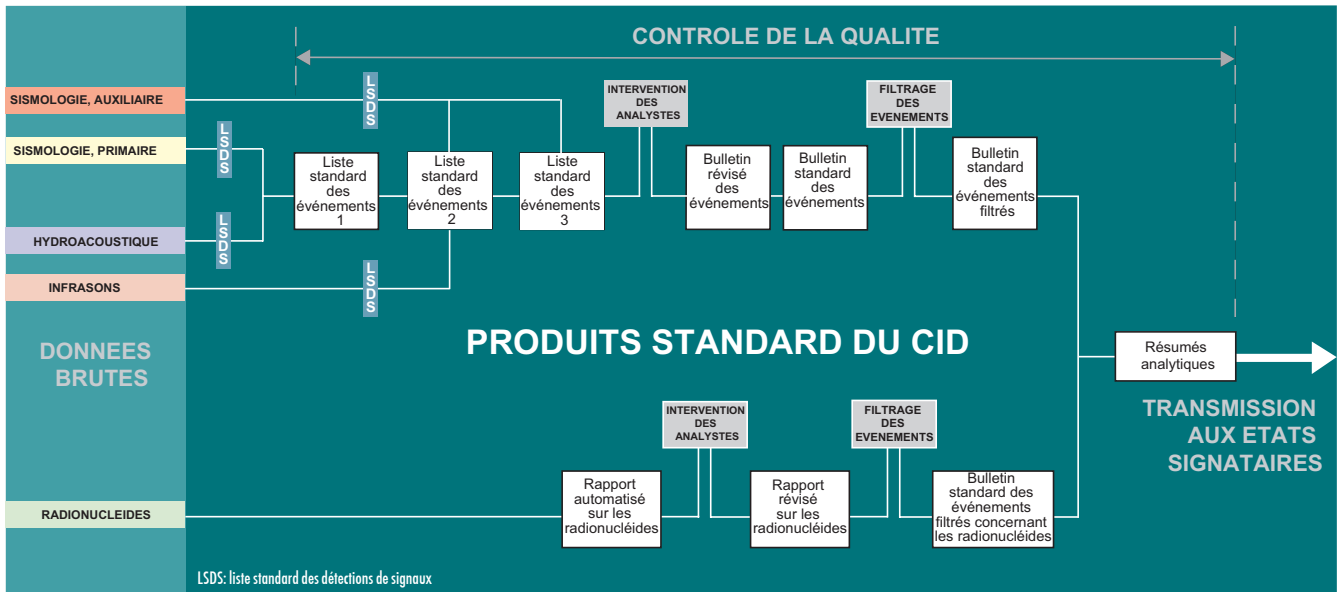 CONTROLE DE LA QUALITE
SISMOLOGIE, AUXILIAIRE
SISMOLOGIE, PRIMAIRE
HYDROACOUSTIQUE
INFRASONS
DONNEES
BRUTES
RADIONUCLEIDES
LSDS
LSDS
LSDS
LSDS
Liste
standard
des
événements
1
Liste
standard
des
événements
2
Liste
standard
des
événements
3
INTERVENTION
DES
ANALYSTES
Bulletin
révisé
des
événements
Bulletin
standard
des
événements
FILTRAGE
DES
EVENEMENTS
Bulletin
standard
des
événements
filtrés
PRODUITS STANDARD DU CID
Résumés
analytiques
TRANSMISSION
AUX ETATS
SIGNATAIRES
Rapport
automatisé
sur les
radionucléides
INTERVENTION
DES
ANALYSTES
Rapport
révisé
sur les
radionucléides
FILTRAGE
DES
EVENEMENTS
Bulletin
standard des
événements
filtrés concernant
les radionucléides
LSDS: liste standard des détections de signaux